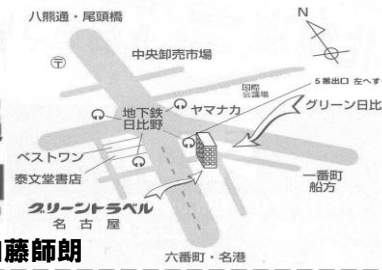 八熊通・尾頭橋
N
中央卸売市場
〒
国際
会議場
5番出口 左へす
地下鉄
日比野
ヤマナカ
グリーン日比
ベストワン
泰文堂書店
一番町
船方
グリーントラベル
名古屋
藤師朗
六番町・名港